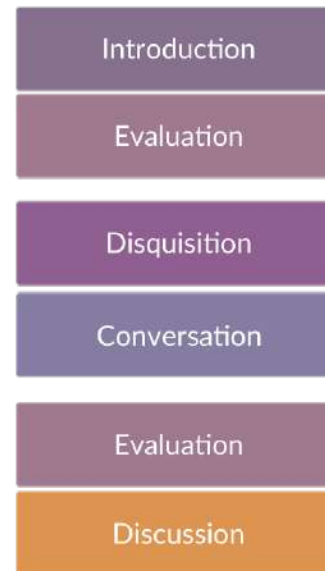 Introduction
Evaluation
Disquisition
Conversation
Evaluation
Discussion